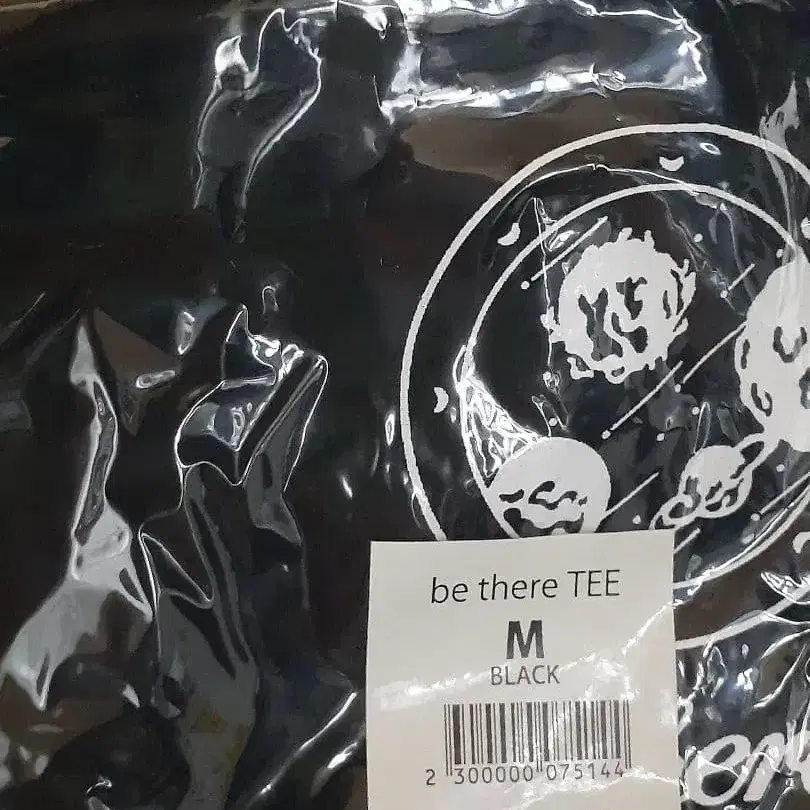 be there TEE
M
BLACK
2 300000 075144